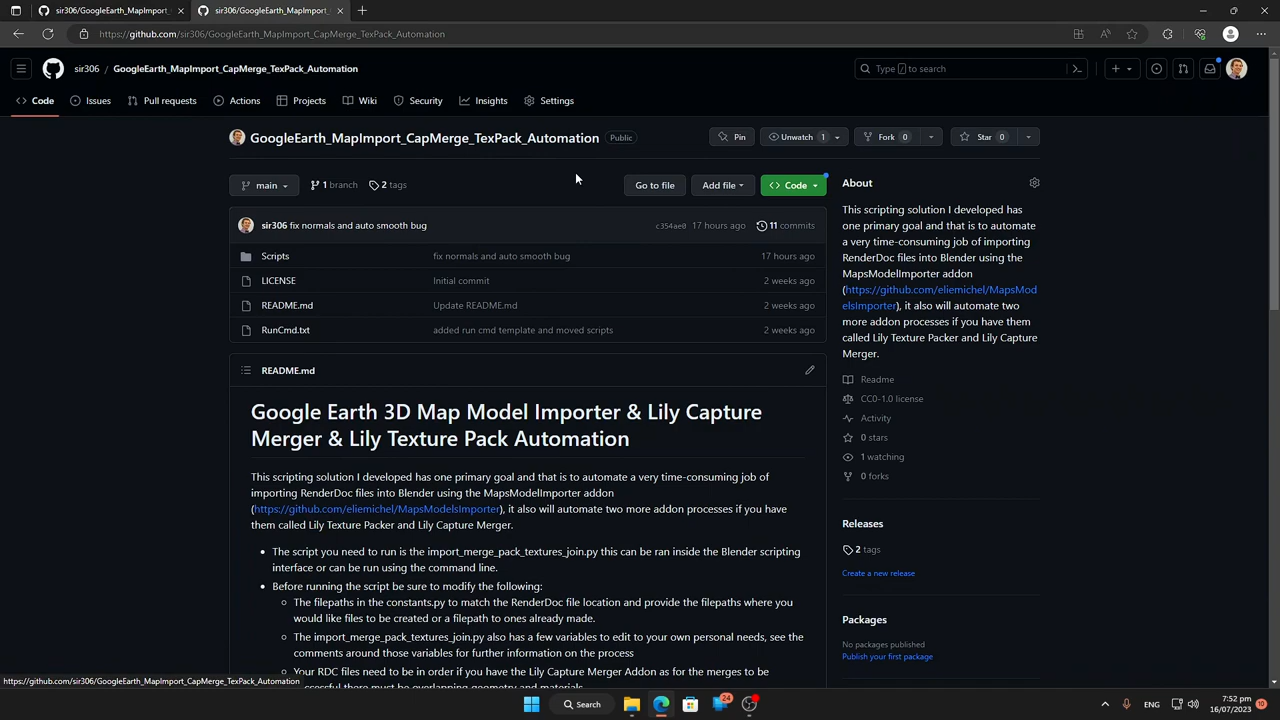 sir306/GoogleEarth_MapImport_
sir306/GoogleEarth_MapImport_
https://github.com/sir306/GoogleEarth_MapImport_CapMerge_TexPack_Automation
sir306 / GoogleEarth_MapImport_CapMerge_TexPack_Automation
Type / to search
Code
Issues
Pull requests
Actions
Projects
Wiki
Security
Insights
Settings
GoogleEarth_MapImport_CapMerge_TexPack_Automation
Public
Pin
Unwatch 1
Fork 0
Star 0
main
1 branch
2 tags
Go to file
Add file
Code
sir306 fix normals and auto smooth bug
c354ae0 17 hours ago
11 commits
Scripts
fix normals and auto smooth bug
17 hours ago
LICENSE
Initial commit
2 weeks ago
README.md
Update README.md
2 weeks ago
RunCmd.txt
added run cmd template and moved scripts
2 weeks ago
README.md
Google Earth 3D Map Model Importer & Lily Capture
Merger & Lily Texture Pack Automation
This scripting solution I developed has one primary goal and that is to automate a very time-consuming job of
importing RenderDoc files into Blender using the MapsModelImporter addon
(https://github.com/eliemichel/MapsModelsImporter), it also will automate two more addon processes if you have
them called Lily Texture Packer and Lily Capture Merger.
• The script you need to run is the import_merge_pack_textures_join.py this can be ran inside the Blender scripting
interface or can be run using the command line.
• Before running the script be sure to modify the following:
○ The filepaths in the constants.py to match the RenderDoc file location and provide the filepaths where you
would like files to be created or a filepath to ones already made.
○ The import_merge_pack_textures_join.py also has a few variables to edit to your own personal needs, see the
comments around those variables for further information on the process
○ Your RDC files need to be in order if you have the Lily Capture Merger Addon as for the merges to be
successful there must be overlapping geometry and materials
About
This scripting solution I developed has
one primary goal and that is to automate
a very time-consuming job of importing
RenderDoc files into Blender using the
MapsModelImporter addon
(https://github.com/eliemichel/MapsMod
elsImporter), it also will automate two
more addon processes if you have them
called Lily Texture Packer and Lily Capture
Merger.
Readme
CC0-1.0 license
Activity
0 stars
1 watching
0 forks
Releases
2 tags
Create a new release
Packages
No packages published
Publish your first package
https://github.com/sir306/GoogleEarth_MapImport_CapMerge_TexPack_Automation
Search
24
ENG
7:52 pm
16/07/2023
10